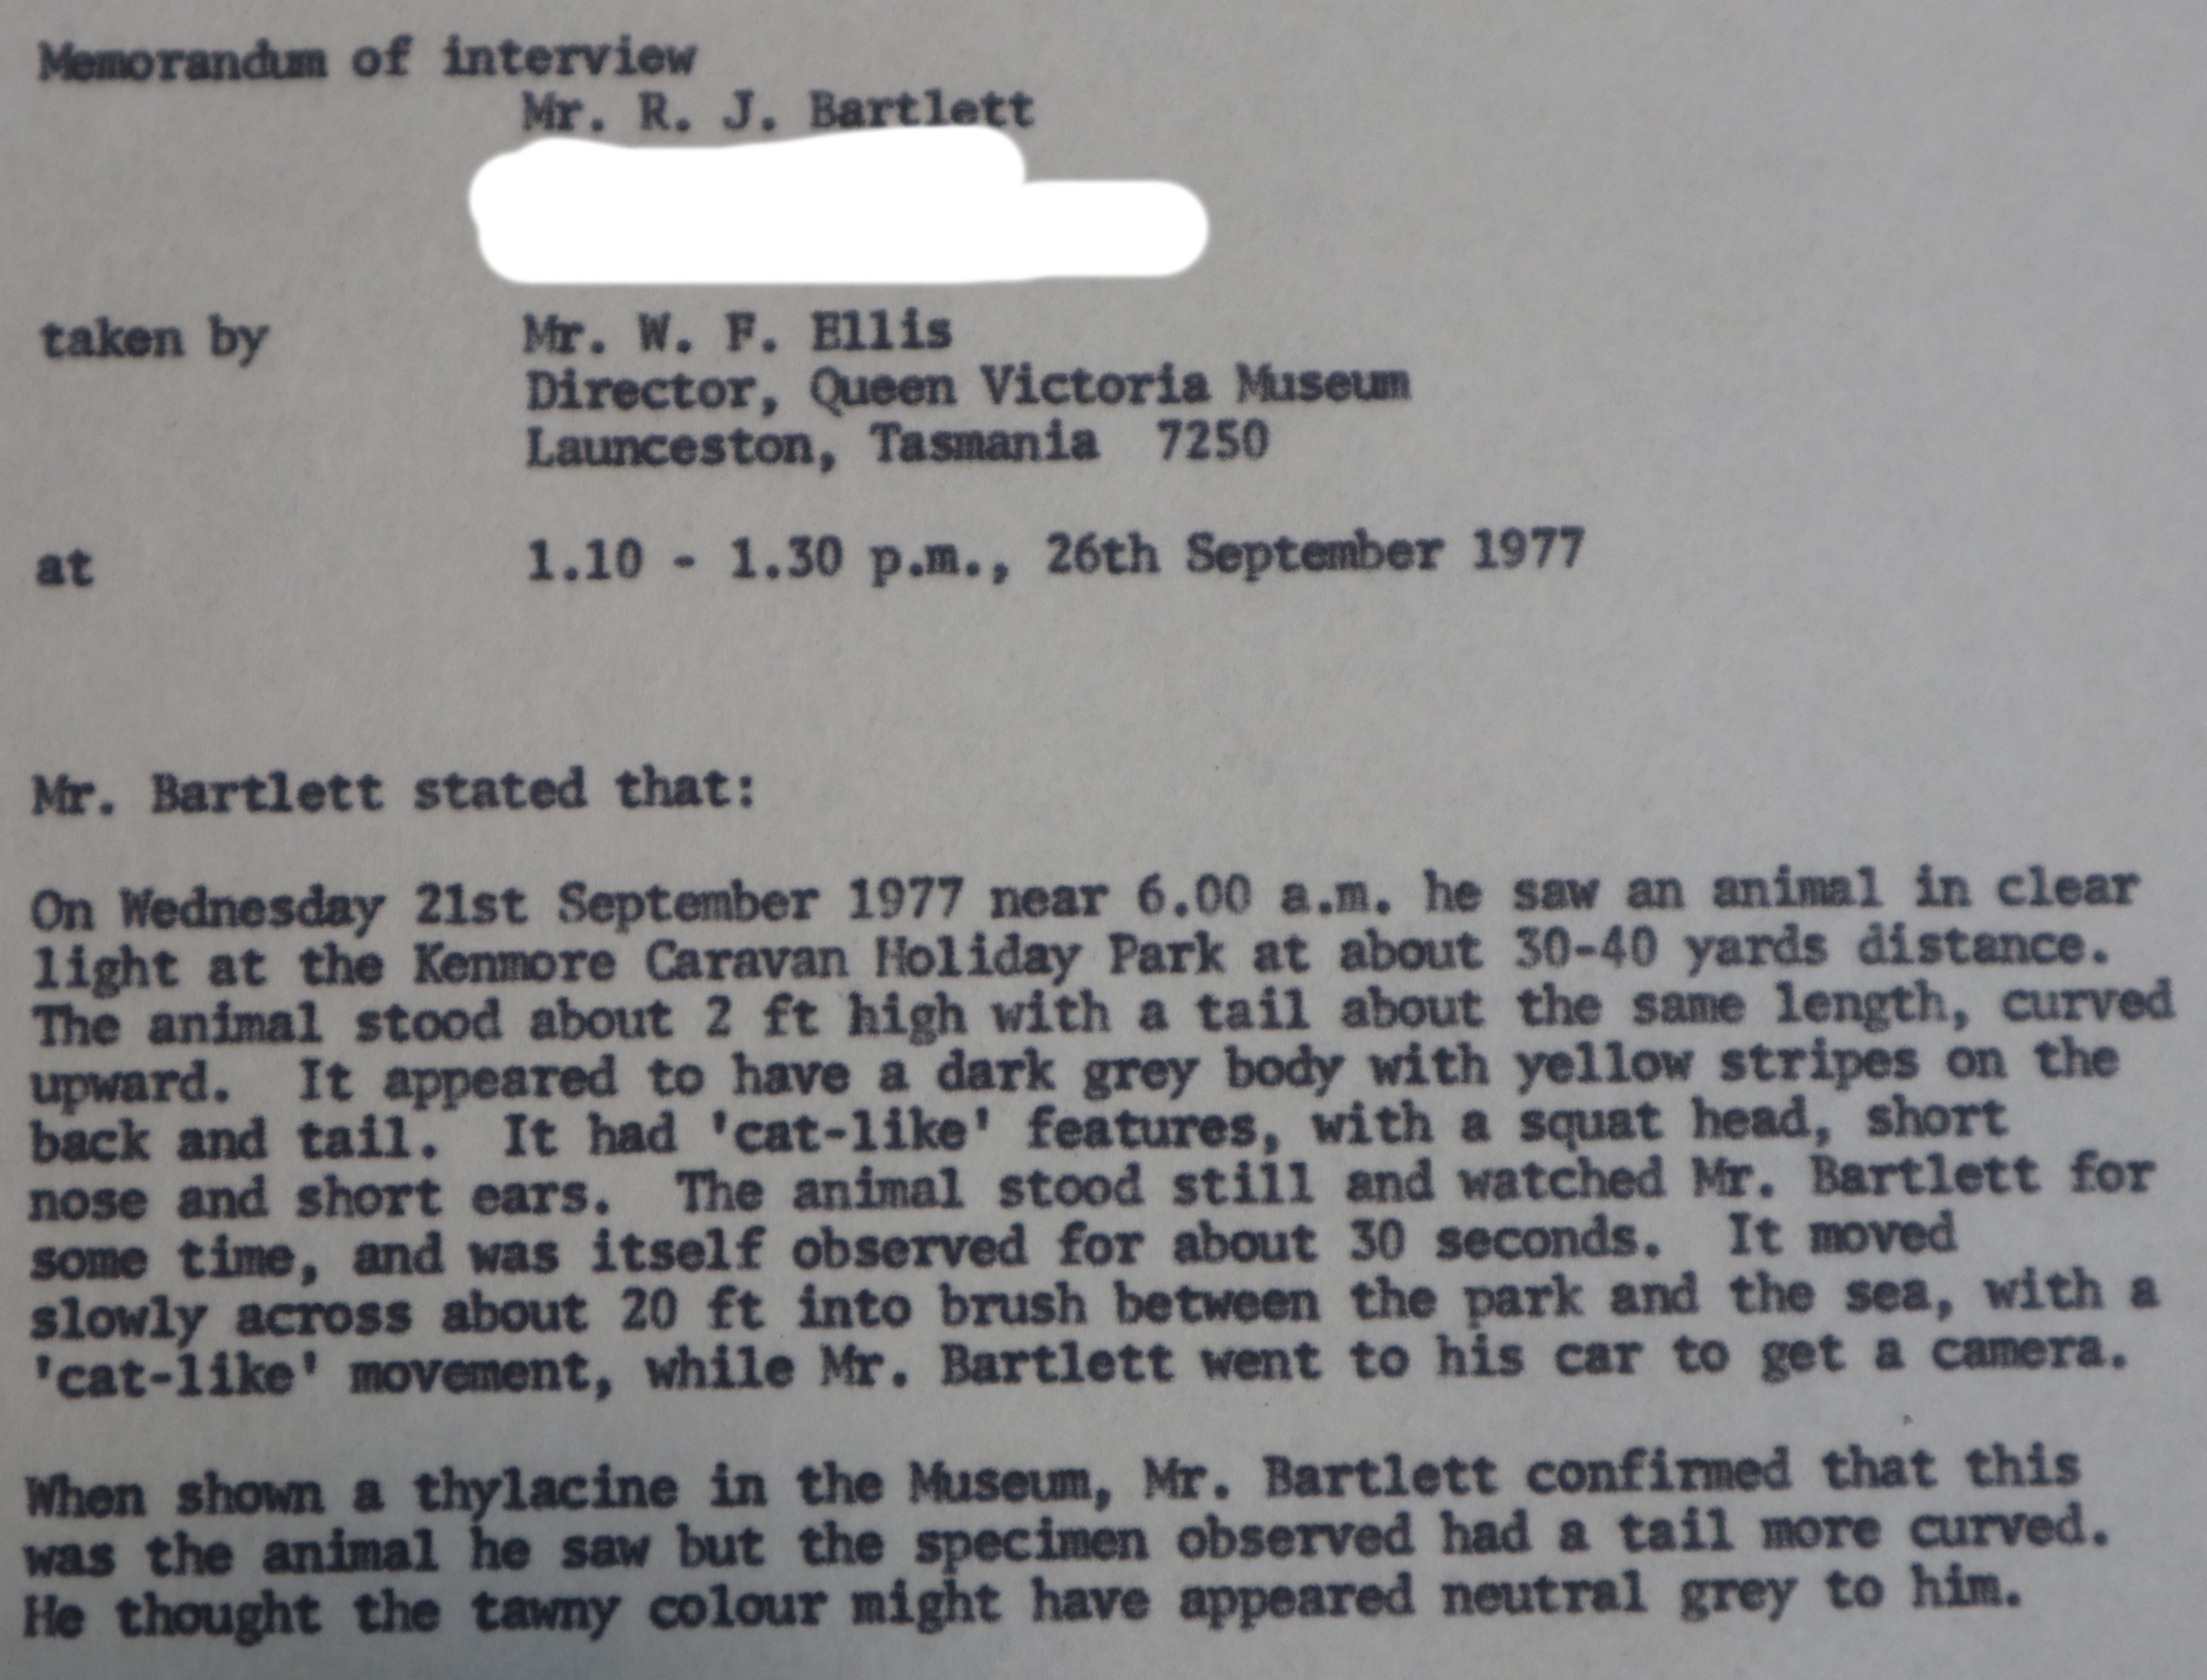 Memorandum of interview
Mr. R. J. Bartlett
taken by Mr. W. F. Ellis
Director, Queen Victoria Museum
Launceston, Tasmania 7250
at 1.10 - 1.30 p.m., 26th September 1977
Mr. Bartlett stated that:
On Wednesday 21st September 1977 near 6.00 a.m. he saw an animal in clear
light at the Kenmore Caravan Holiday Park at about 30-40 yards distance.
The animal stood about 2 ft high with a tail about the same length, curved
upward. It appeared to have a dark grey body with yellow stripes on the
back and tail. It had 'cat-like' features, with a squat head, short
nose and short ears. The animal stood still and watched Mr. Bartlett for
some time, and was itself observed for about 30 seconds. It moved
slowly across about 20 ft into brush between the park and the sea, with a
'cat-like' movement, while Mr. Bartlett went to his car to get a camera.
When shown a thylacine in the Museum, Mr. Bartlett confirmed that this
was the animal he saw but the specimen observed had a tail more curved.
He thought the tawny colour might have appeared neutral grey to him.